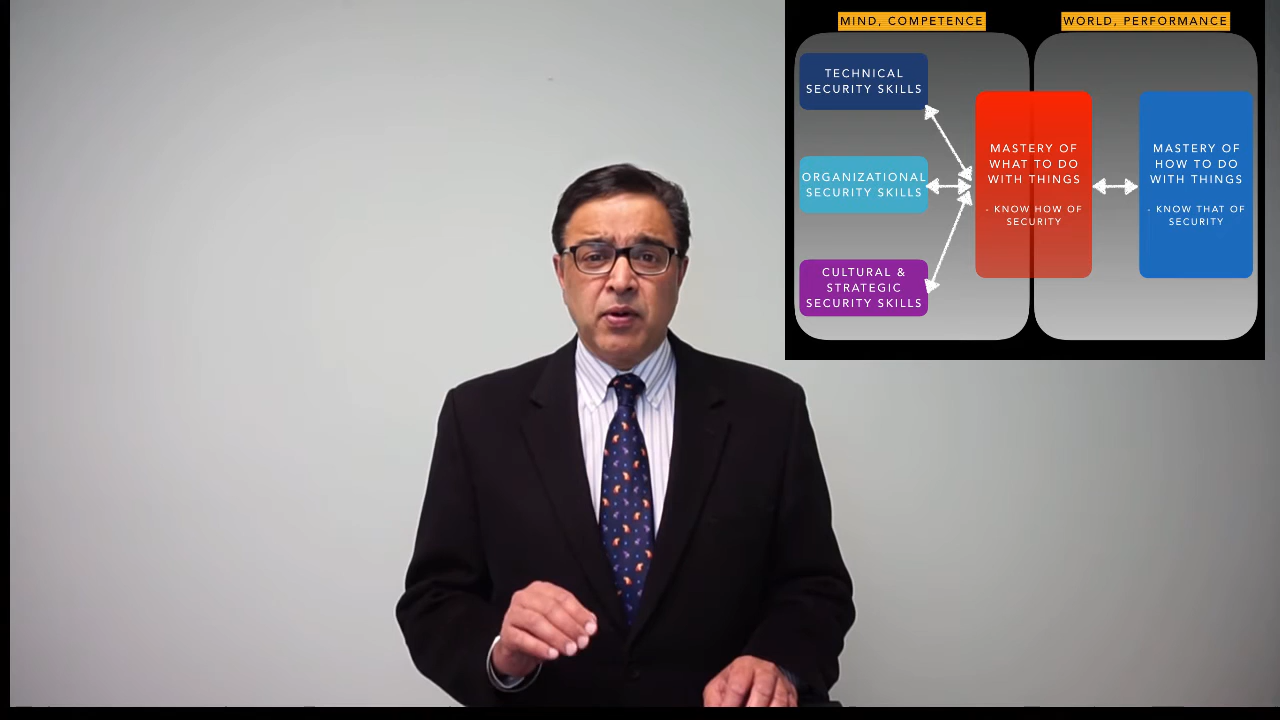 MIND, COMPETENCE
WORLD, PERFORMANCE
TECHNICAL
SECURITY SKILLS
ORGANIZATIONAL
SECURITY SKILLS
CULTURAL &
STRATEGIC
SECURITY SKILLS
MASTERY OF
WHAT TO DO
WITH THINGS
- KNOW HOW OF
SECURITY
MASTERY OF
HOW TO DO
WITH THINGS
- KNOW THAT OF
SECURITY